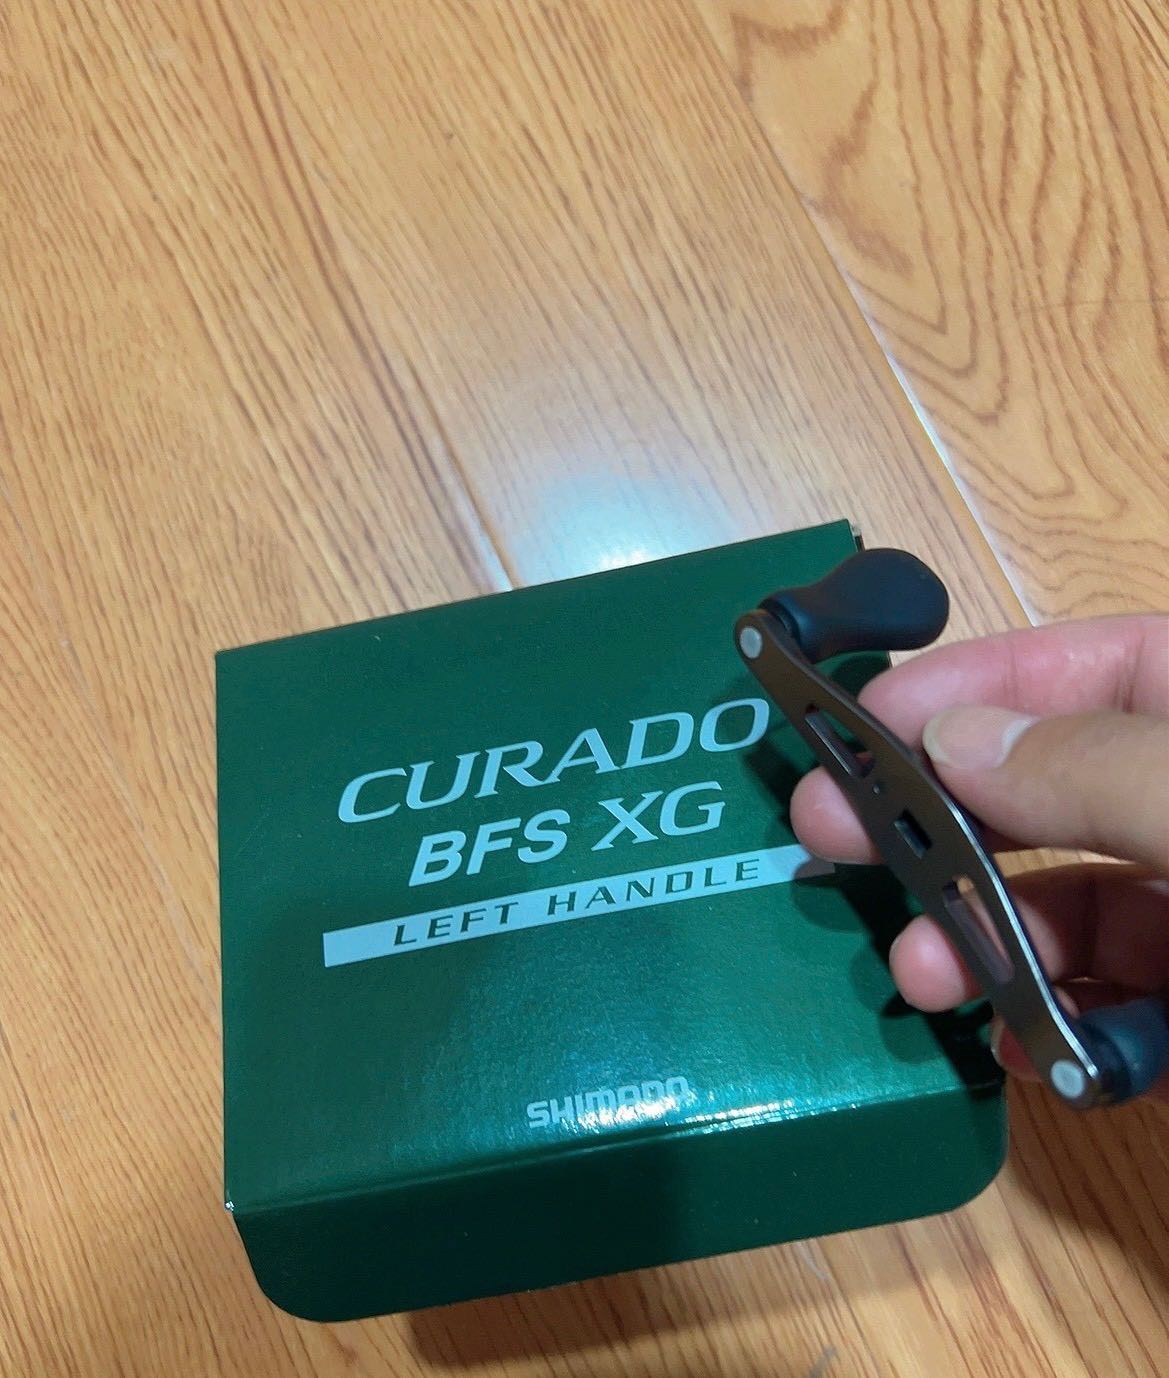 CURADO
BFS XG
LEFT HANDLE
SHIMANO